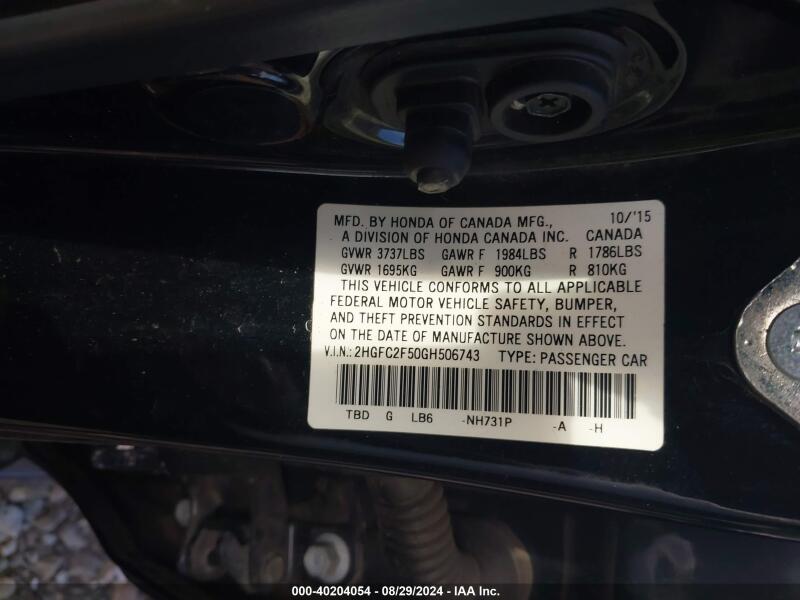 MFD. BY HONDA OF CANADA MFG., 10/'15
A DIVISION OF HONDA CANADA INC. CANADA
GVWR 3737LBS GAWR F 1984LBS R 1786LBS
GVWR 1695KG GAWR F 900KG R 810KG
THIS VEHICLE CONFORMS TO ALL APPLICABLE
FEDERAL MOTOR VEHICLE SAFETY, BUMPER,
AND THEFT PREVENTION STANDARDS IN EFFECT
ON THE DATE OF MANUFACTURE SHOWN ABOVE.
V.I.N.: 2HGFC2F50GH506743 TYPE: PASSENGER CAR
TBD G LB6 -NH731P -A -H
000-40204054 - 08/29/2024 - IAA Inc.